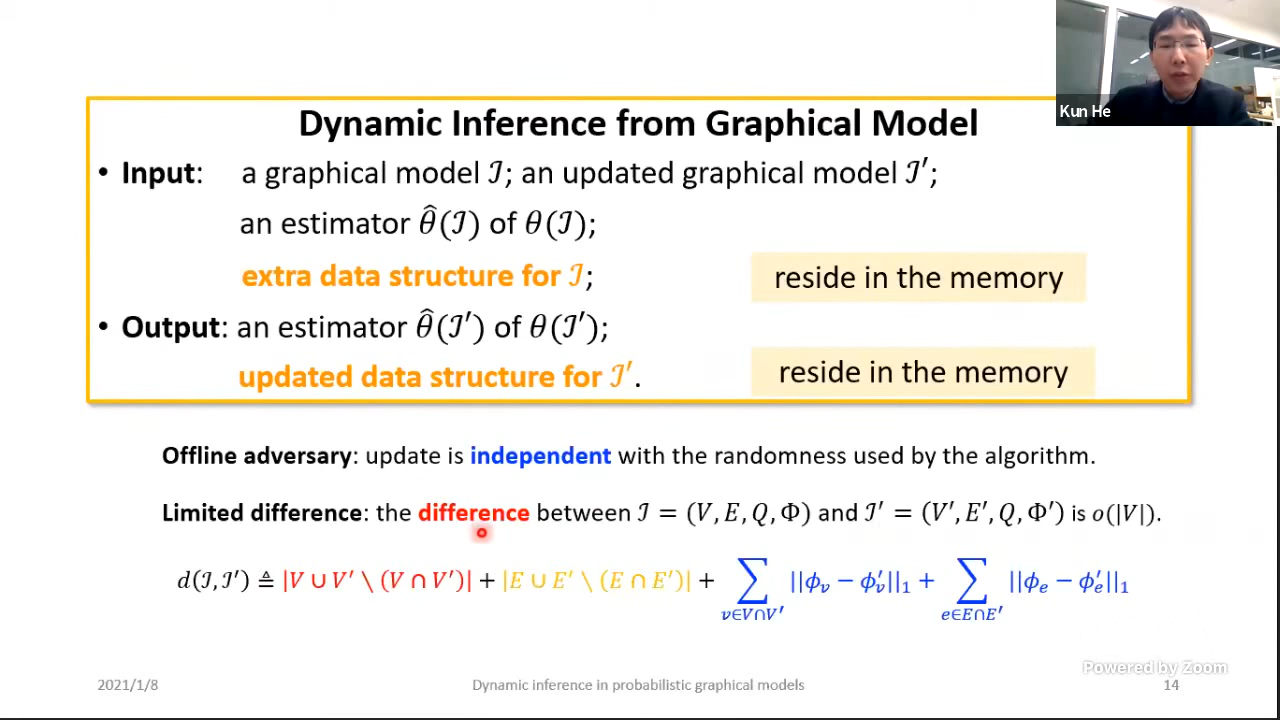 Kun He
Dynamic Inference from Graphical Model
• Input: a graphical model ℐ; an updated graphical model ℐ′;
an estimator θ̂(ℐ) of θ(ℐ);
extra data structure for ℐ; reside in the memory
• Output: an estimator θ̂(ℐ′) of θ(ℐ′);
updated data structure for ℐ′. reside in the memory
Offline adversary: update is independent with the randomness used by the algorithm.
Limited difference: the difference between ℐ = (V, E, Q, Φ) and ℐ′ = (V′, E′, Q, Φ′) is o(|V|).
d(ℐ, ℐ′) ≜ |V ∪ V′ \ (V ∩ V′)| + |E ∪ E′ \ (E ∩ E′)| + ∑_{v∈V∩V′} ||ϕ_v − ϕ′_v||_1 + ∑_{e∈E∩E′} ||ϕ_e − ϕ′_e||_1
Powered by Zoom
2021/1/8 Dynamic inference in probabilistic graphical models 14